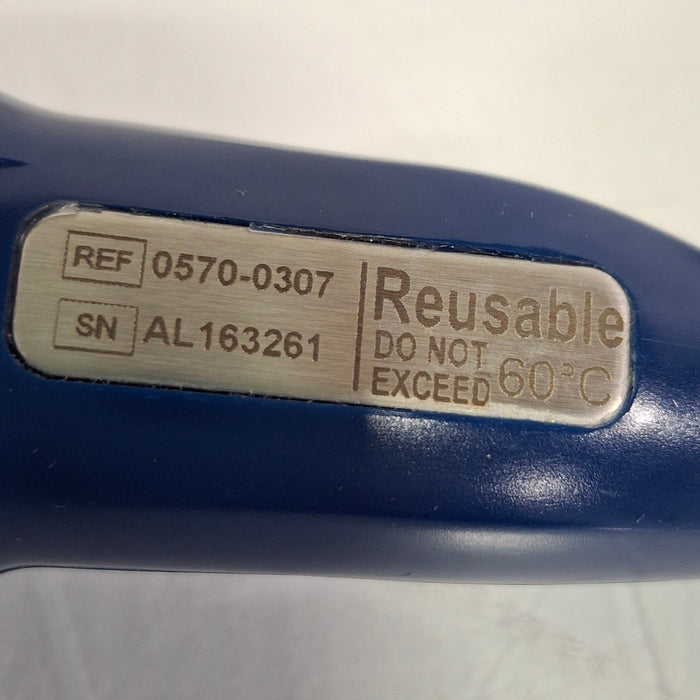 REF 0570-0307
SN AL163261
Reusable
DO NOT
EXCEED 60°C